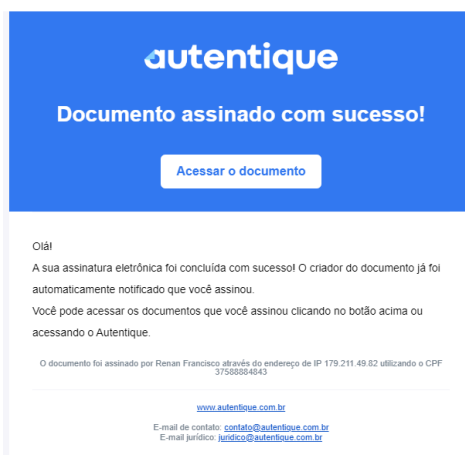 autentique
Documento assinado com sucesso!
Acessar o documento
Olá!
A sua assinatura eletrônica foi concluída com sucesso! O criador do documento já foi
automaticamente notificado que você assinou.
Você pode acessar os documentos que você assinou clicando no botão acima ou
acessando o Autentique.
O documento foi assinado por Renan Francisco através do endereço de IP 179.211.49.82 utilizando o CPF
37588884843
www.autentique.com.br
E-mail de contato: contato@autentique.com.br
E-mail jurídico: juridico@autentique.com.br